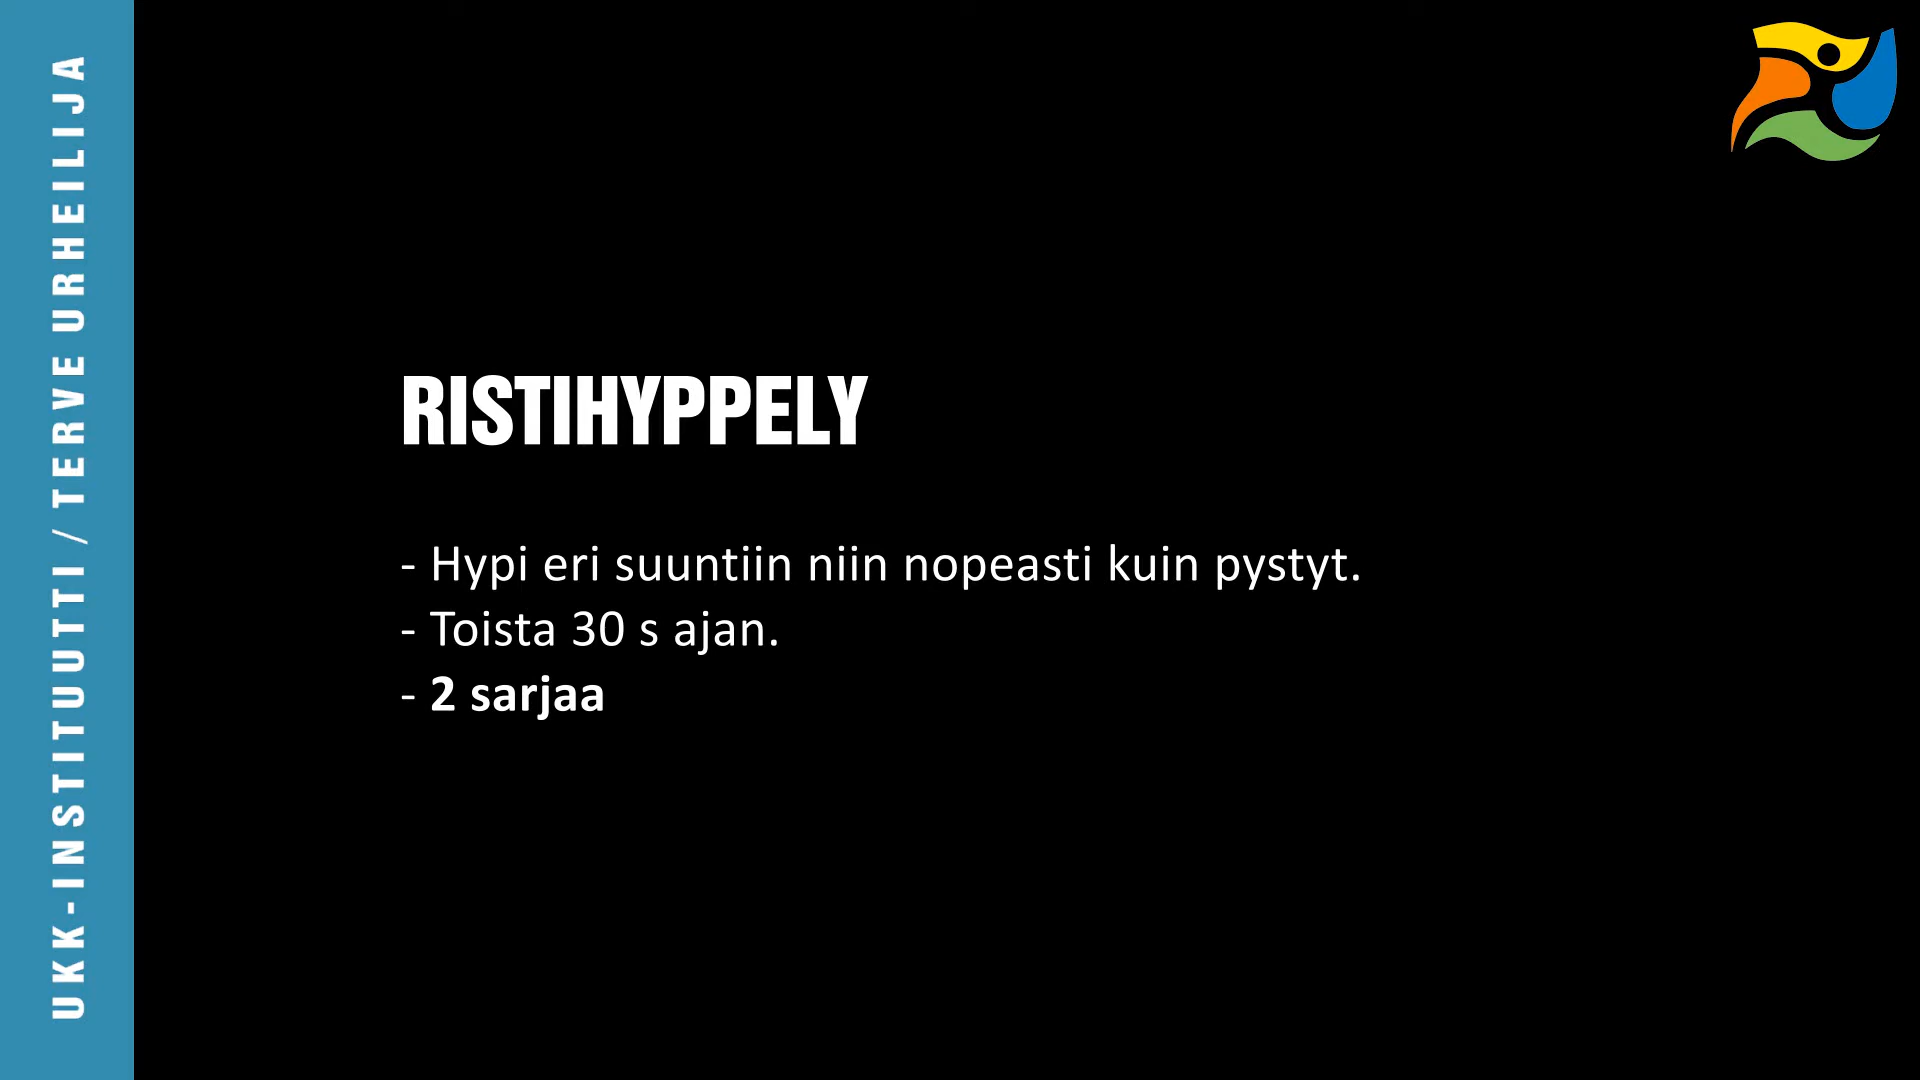 UKK-INSTITUUTTI / TERVE URHEILIJA
RISTIHYPPELY
- Hypi eri suuntiin niin nopeasti kuin pystyt.
- Toista 30 s ajan.
- 2 sarjaa